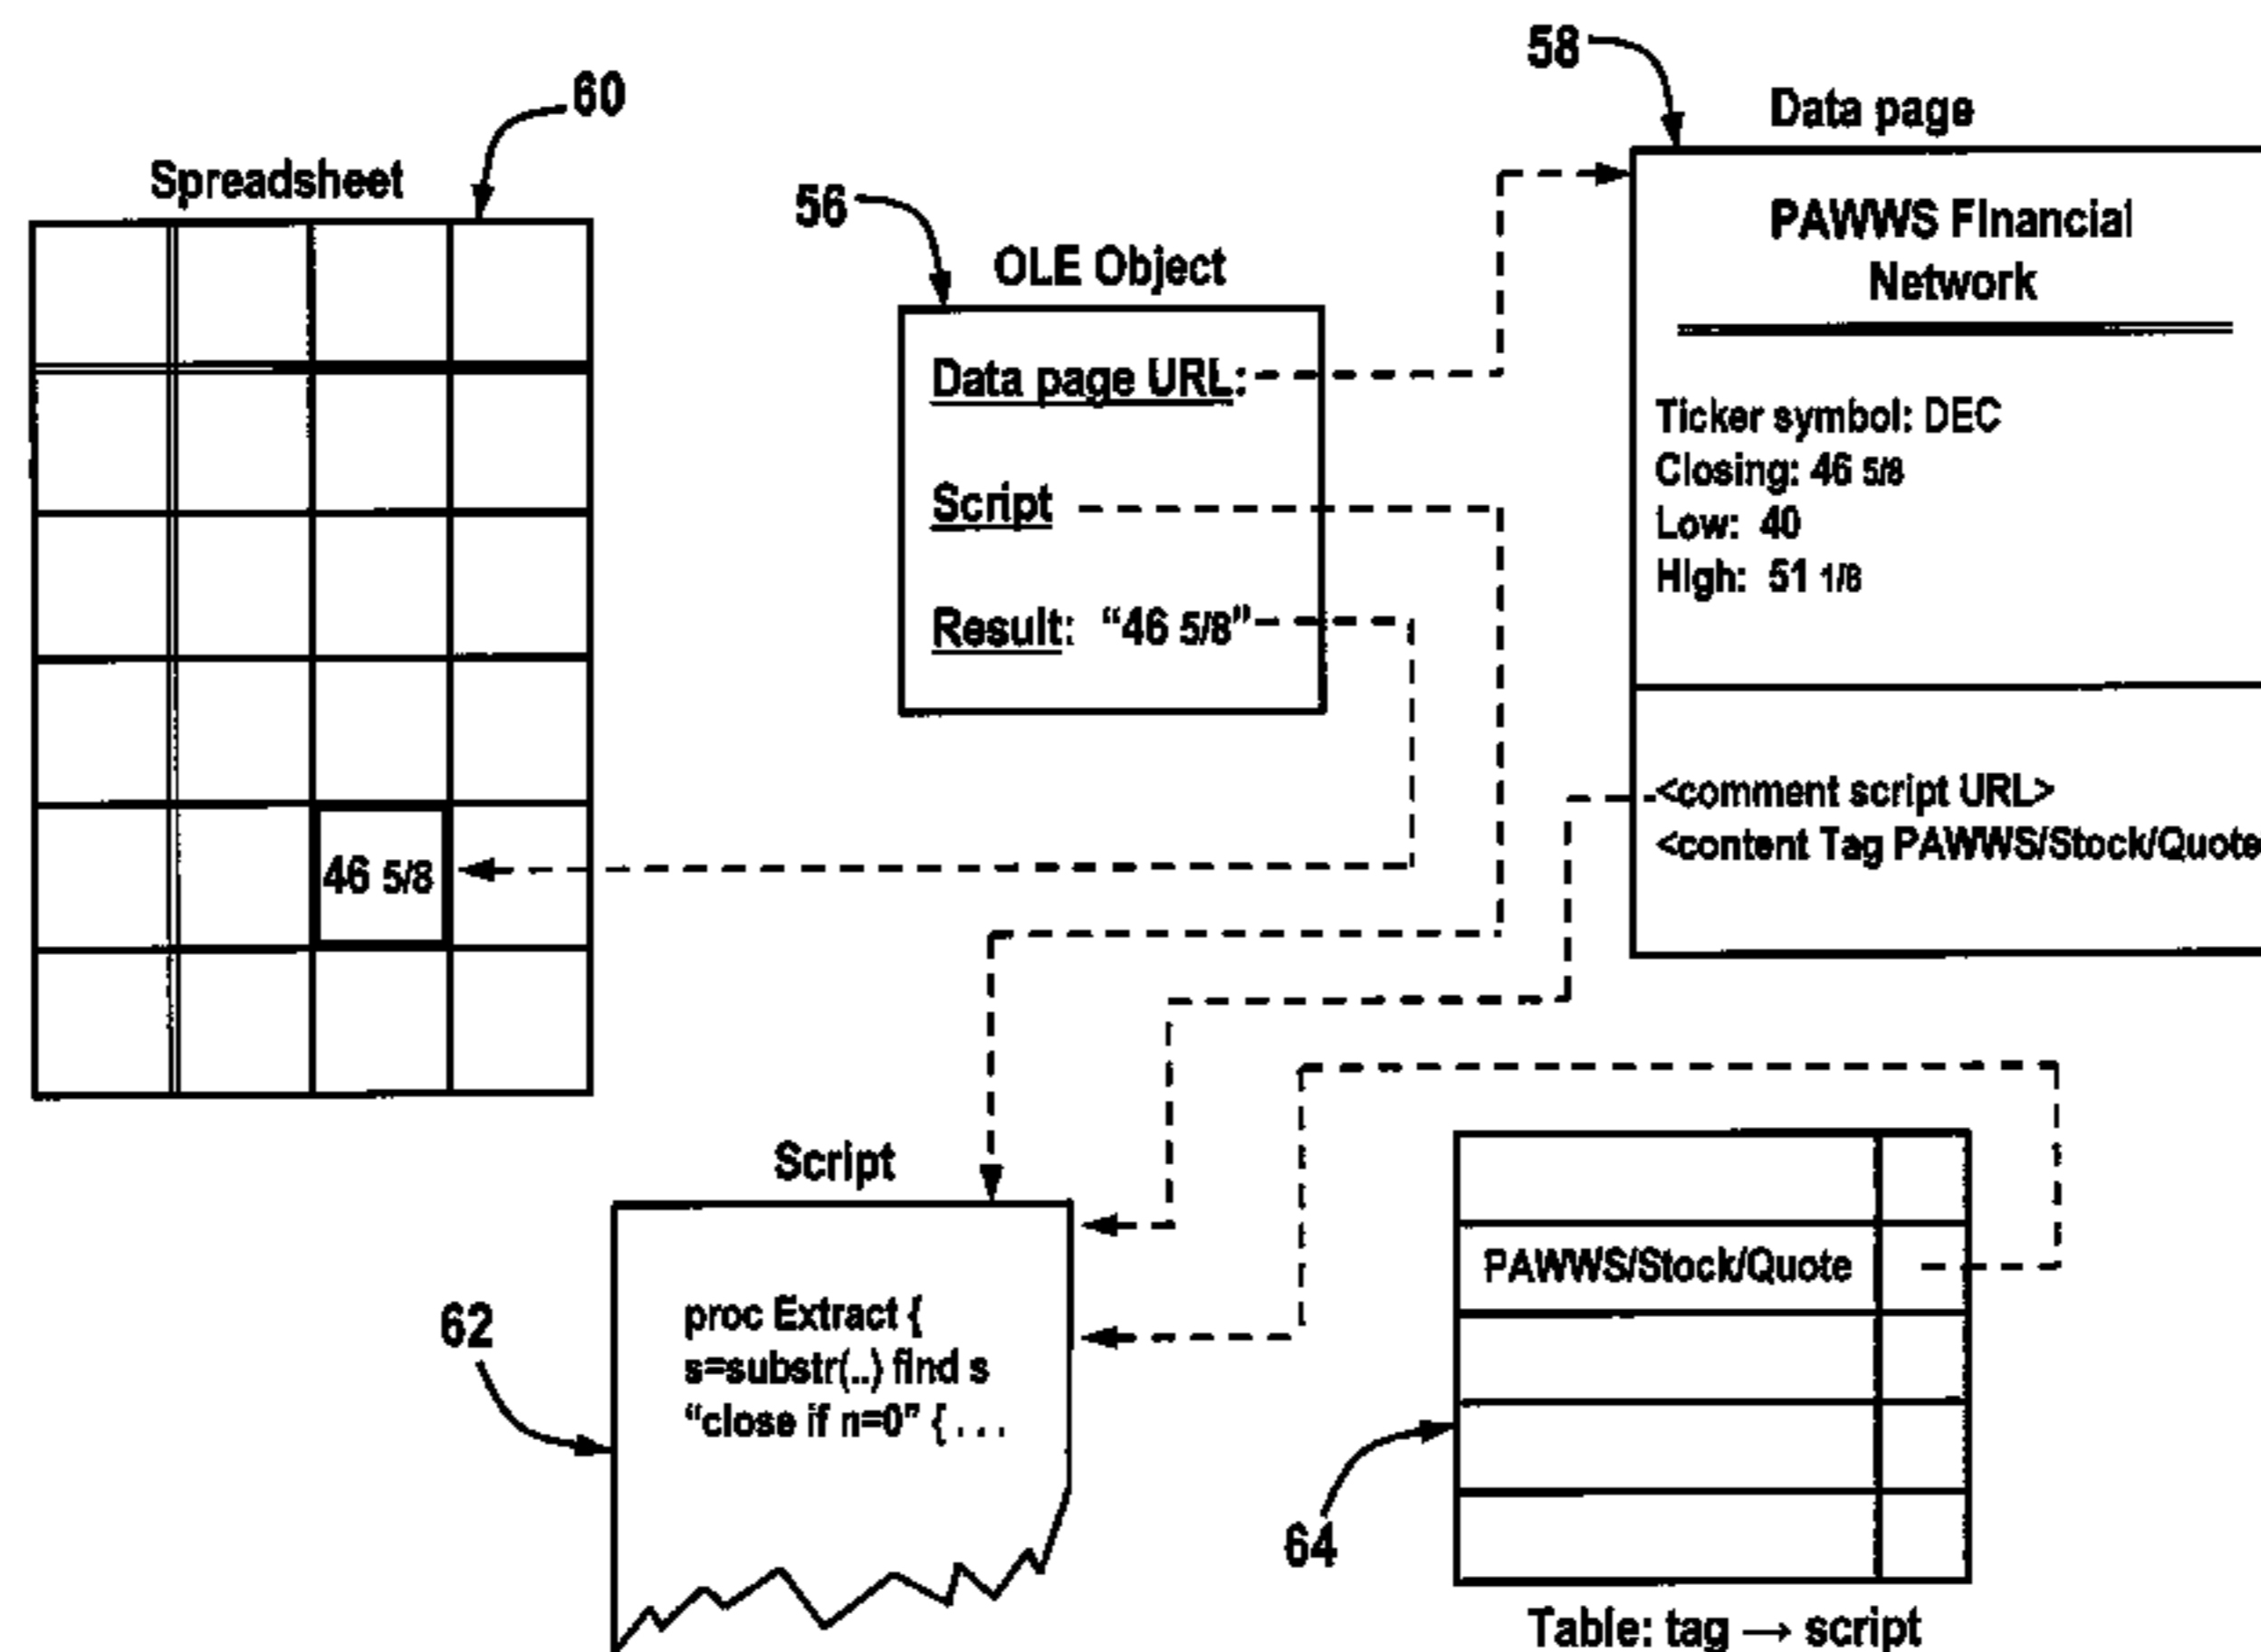 58
Data page
60
Spreadsheet
56
OLE Object
PAWWS Financial
Network
Data page URL:
Ticker symbol: DEC
Closing: 46 5/8
Low: 40
High: 51 1/8
Script
Result: “46 5/8”
<comment script URL>
<content Tag PAWWS/Stock/Quote
46 5/8
Script
62
proc Extract {
s=substr(..) find s
“close if n=0” { . . .
PAWWS/Stock/Quote
64
Table: tag → script